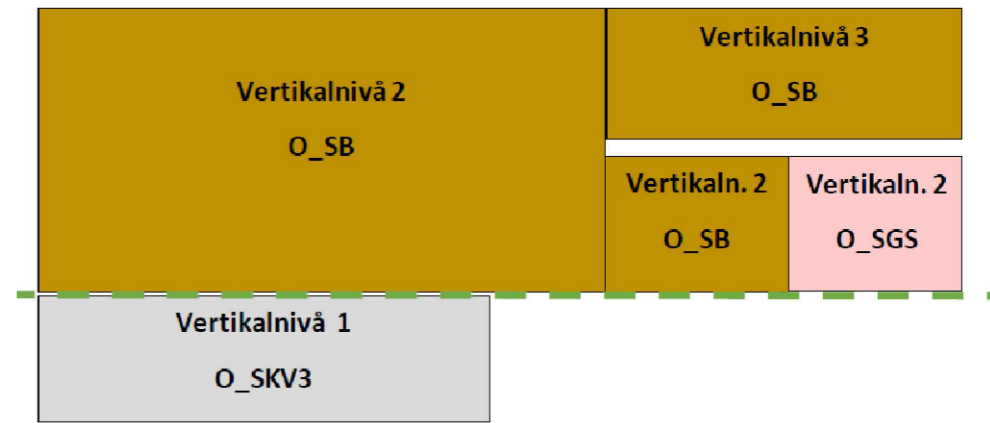 Vertikalnivå 2
O_SB
Vertikalnivå 3
O_SB
Vertikaln. 2
O_SB
Vertikaln. 2
O_SGS
Vertikalnivå 1
O_SKV3